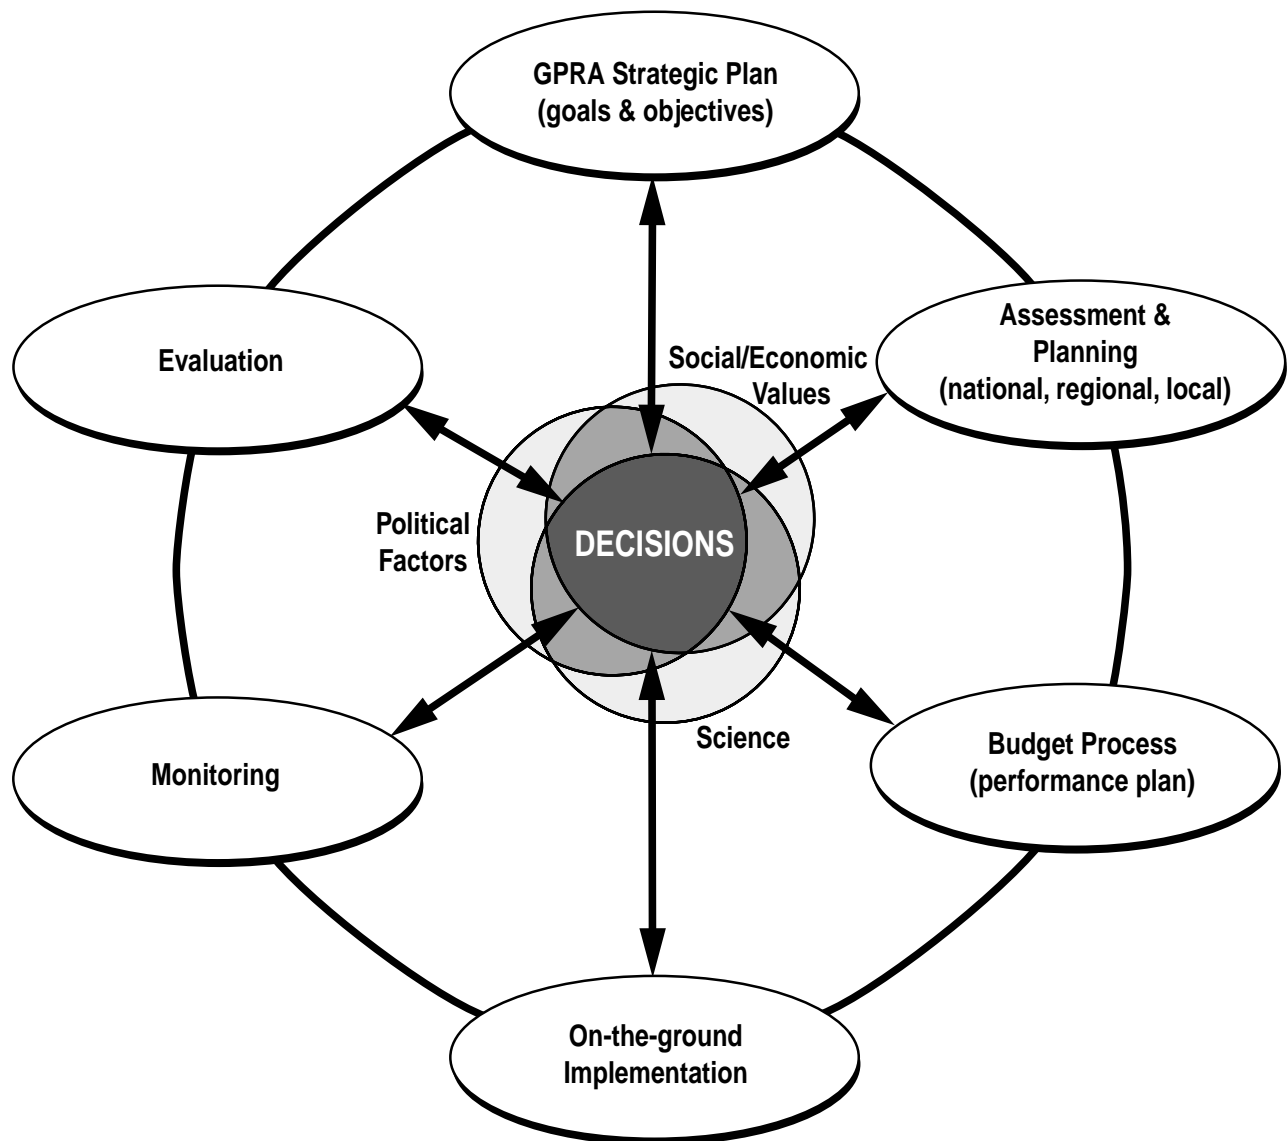 GPRA Strategic Plan
(goals & objectives)
Assessment &
Planning
(national, regional, local)
Evaluation
Social/Economic
Values
Political
Factors
DECISIONS
Science
Monitoring
Budget Process
(performance plan)
On-the-ground
Implementation